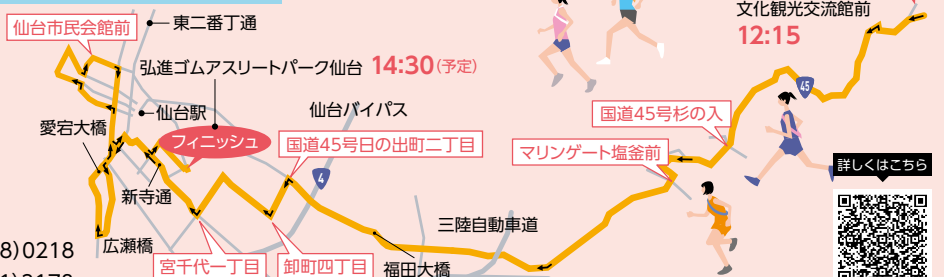 文化観光交流館前
12:15
仙台市民会館前
東二番丁通
弘進ゴムアスリートパーク仙台 14:30(予定)
45
仙台駅
仙台バイパス
国道45号杉の入
愛宕大橋
フィニッシュ
国道45号日の出町二丁目
マリンゲート塩釜前
詳しくはこちら
4
新寺通
三陸自動車道
8)0218
広瀬橋
宮千代一丁目
卸町四丁目
福田大橋